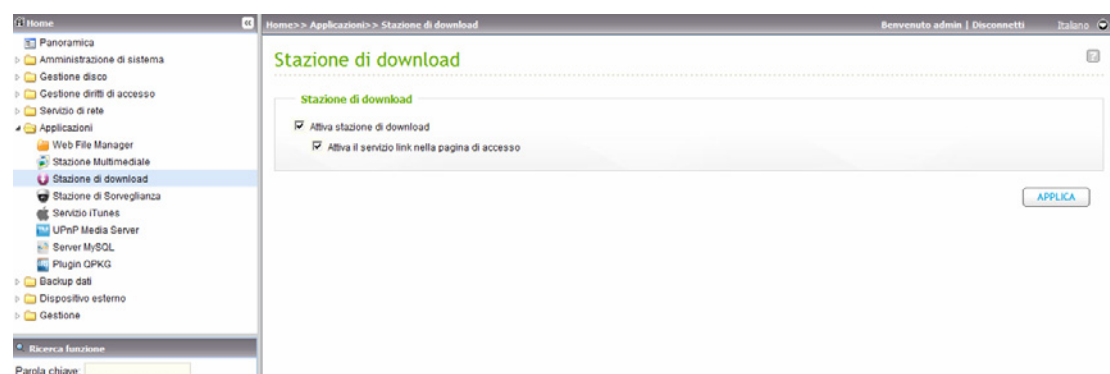 Home
Panoramica
Amministrazione di sistema
Gestione disco
Gestione diritti di accesso
Servizio di rete
Applicazioni
Web File Manager
Stazione Multimediale
Stazione di download
Stazione di Sorveglianza
Servizio iTunes
UPnP Media Server
Server MySQL
Plugin QPKG
Backup dati
Dispositivo esterno
Gestione
Ricerca funzione
Parola chiave:
Home>> Applicazioni>> Stazione di download
Benvenuto admin | Disconnetti
Italiano
Stazione di download
Stazione di download
Attiva stazione di download
Attiva il servizio link nella pagina di accesso
APPLICA